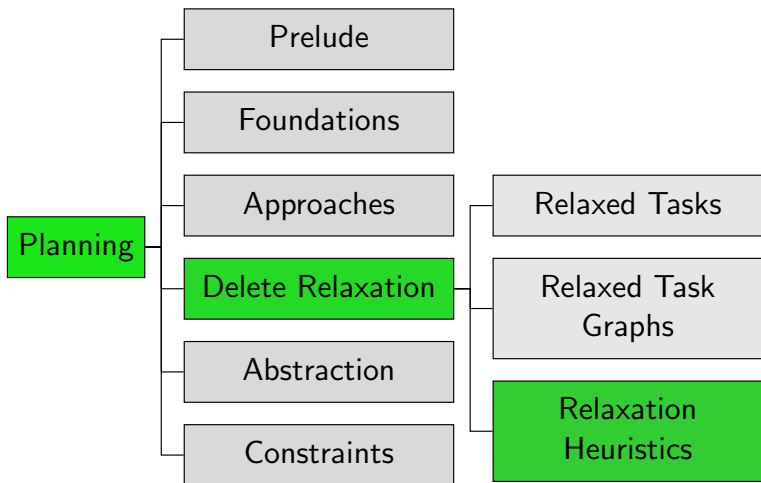 Planning
Prelude
Foundations
Approaches
Delete Relaxation
Abstraction
Constraints
Relaxed Tasks
Relaxed Task
Graphs
Relaxation
Heuristics